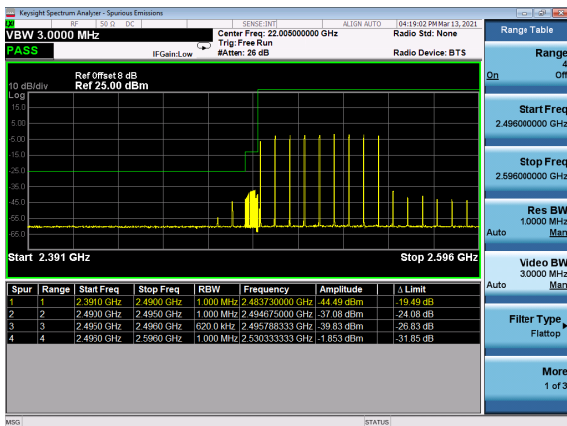 Keysight Spectrum Analyzer - Spurious Emissions
RF 50 Ω DC SENSE:INT ALIGN AUTO 04:19:02 PM Mar 13, 2021
VBW 3.0000 MHz
Center Freq: 22.005000000 GHz
Radio Std: None
Trig: Free Run
PASS
IFGain:Low
#Atten: 26 dB
Radio Device: BTS
Ref Offset 8 dB
10 dB/div
Ref 25.00 dBm
Log
15.0
5.00
-5.00
-15.0
-25.0
-35.0
-45.0
-55.0
-65.0
Start 2.391 GHz
Stop 2.596 GHz
Spur Range Start Freq Stop Freq RBW Frequency Amplitude Δ Limit
1 1 2.3910 GHz 2.4900 GHz 1.000 MHz 2.483730000 GHz -44.49 dBm -19.49 dB
2 2 2.4900 GHz 2.4950 GHz 1.000 MHz 2.494675000 GHz -37.08 dBm -24.08 dB
3 3 2.4950 GHz 2.4960 GHz 620.0 kHz 2.495788333 GHz -39.83 dBm -26.83 dB
4 4 2.4960 GHz 2.5960 GHz 1.000 MHz 2.530333333 GHz -1.853 dBm -31.85 dB
MSG
STATUS
Range Table
Range
4
On Off
Start Freq
2.496000000 GHz
Stop Freq
2.596000000 GHz
Res BW
1.0000 MHz
Auto Man
Video BW
3.0000 MHz
Auto Man
Filter Type
Flattop
More
1 of 3